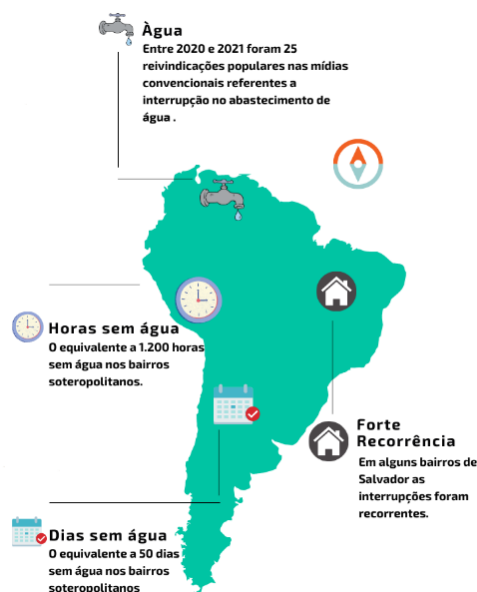 Àgua
Entre 2020 e 2021 foram 25
reivindicações populares nas mídias
convencionais referentes a
interrupção no abastecimento de
água .
Horas sem água
O equivalente a 1.200 horas
sem água nos bairros
soteropolitanos.
Forte
Recorrência
Em alguns bairros de
Salvador as
interrupções foram
recorrentes.
Dias sem água
O equivalente a 50 dias
sem água nos bairros
soteropolitanos